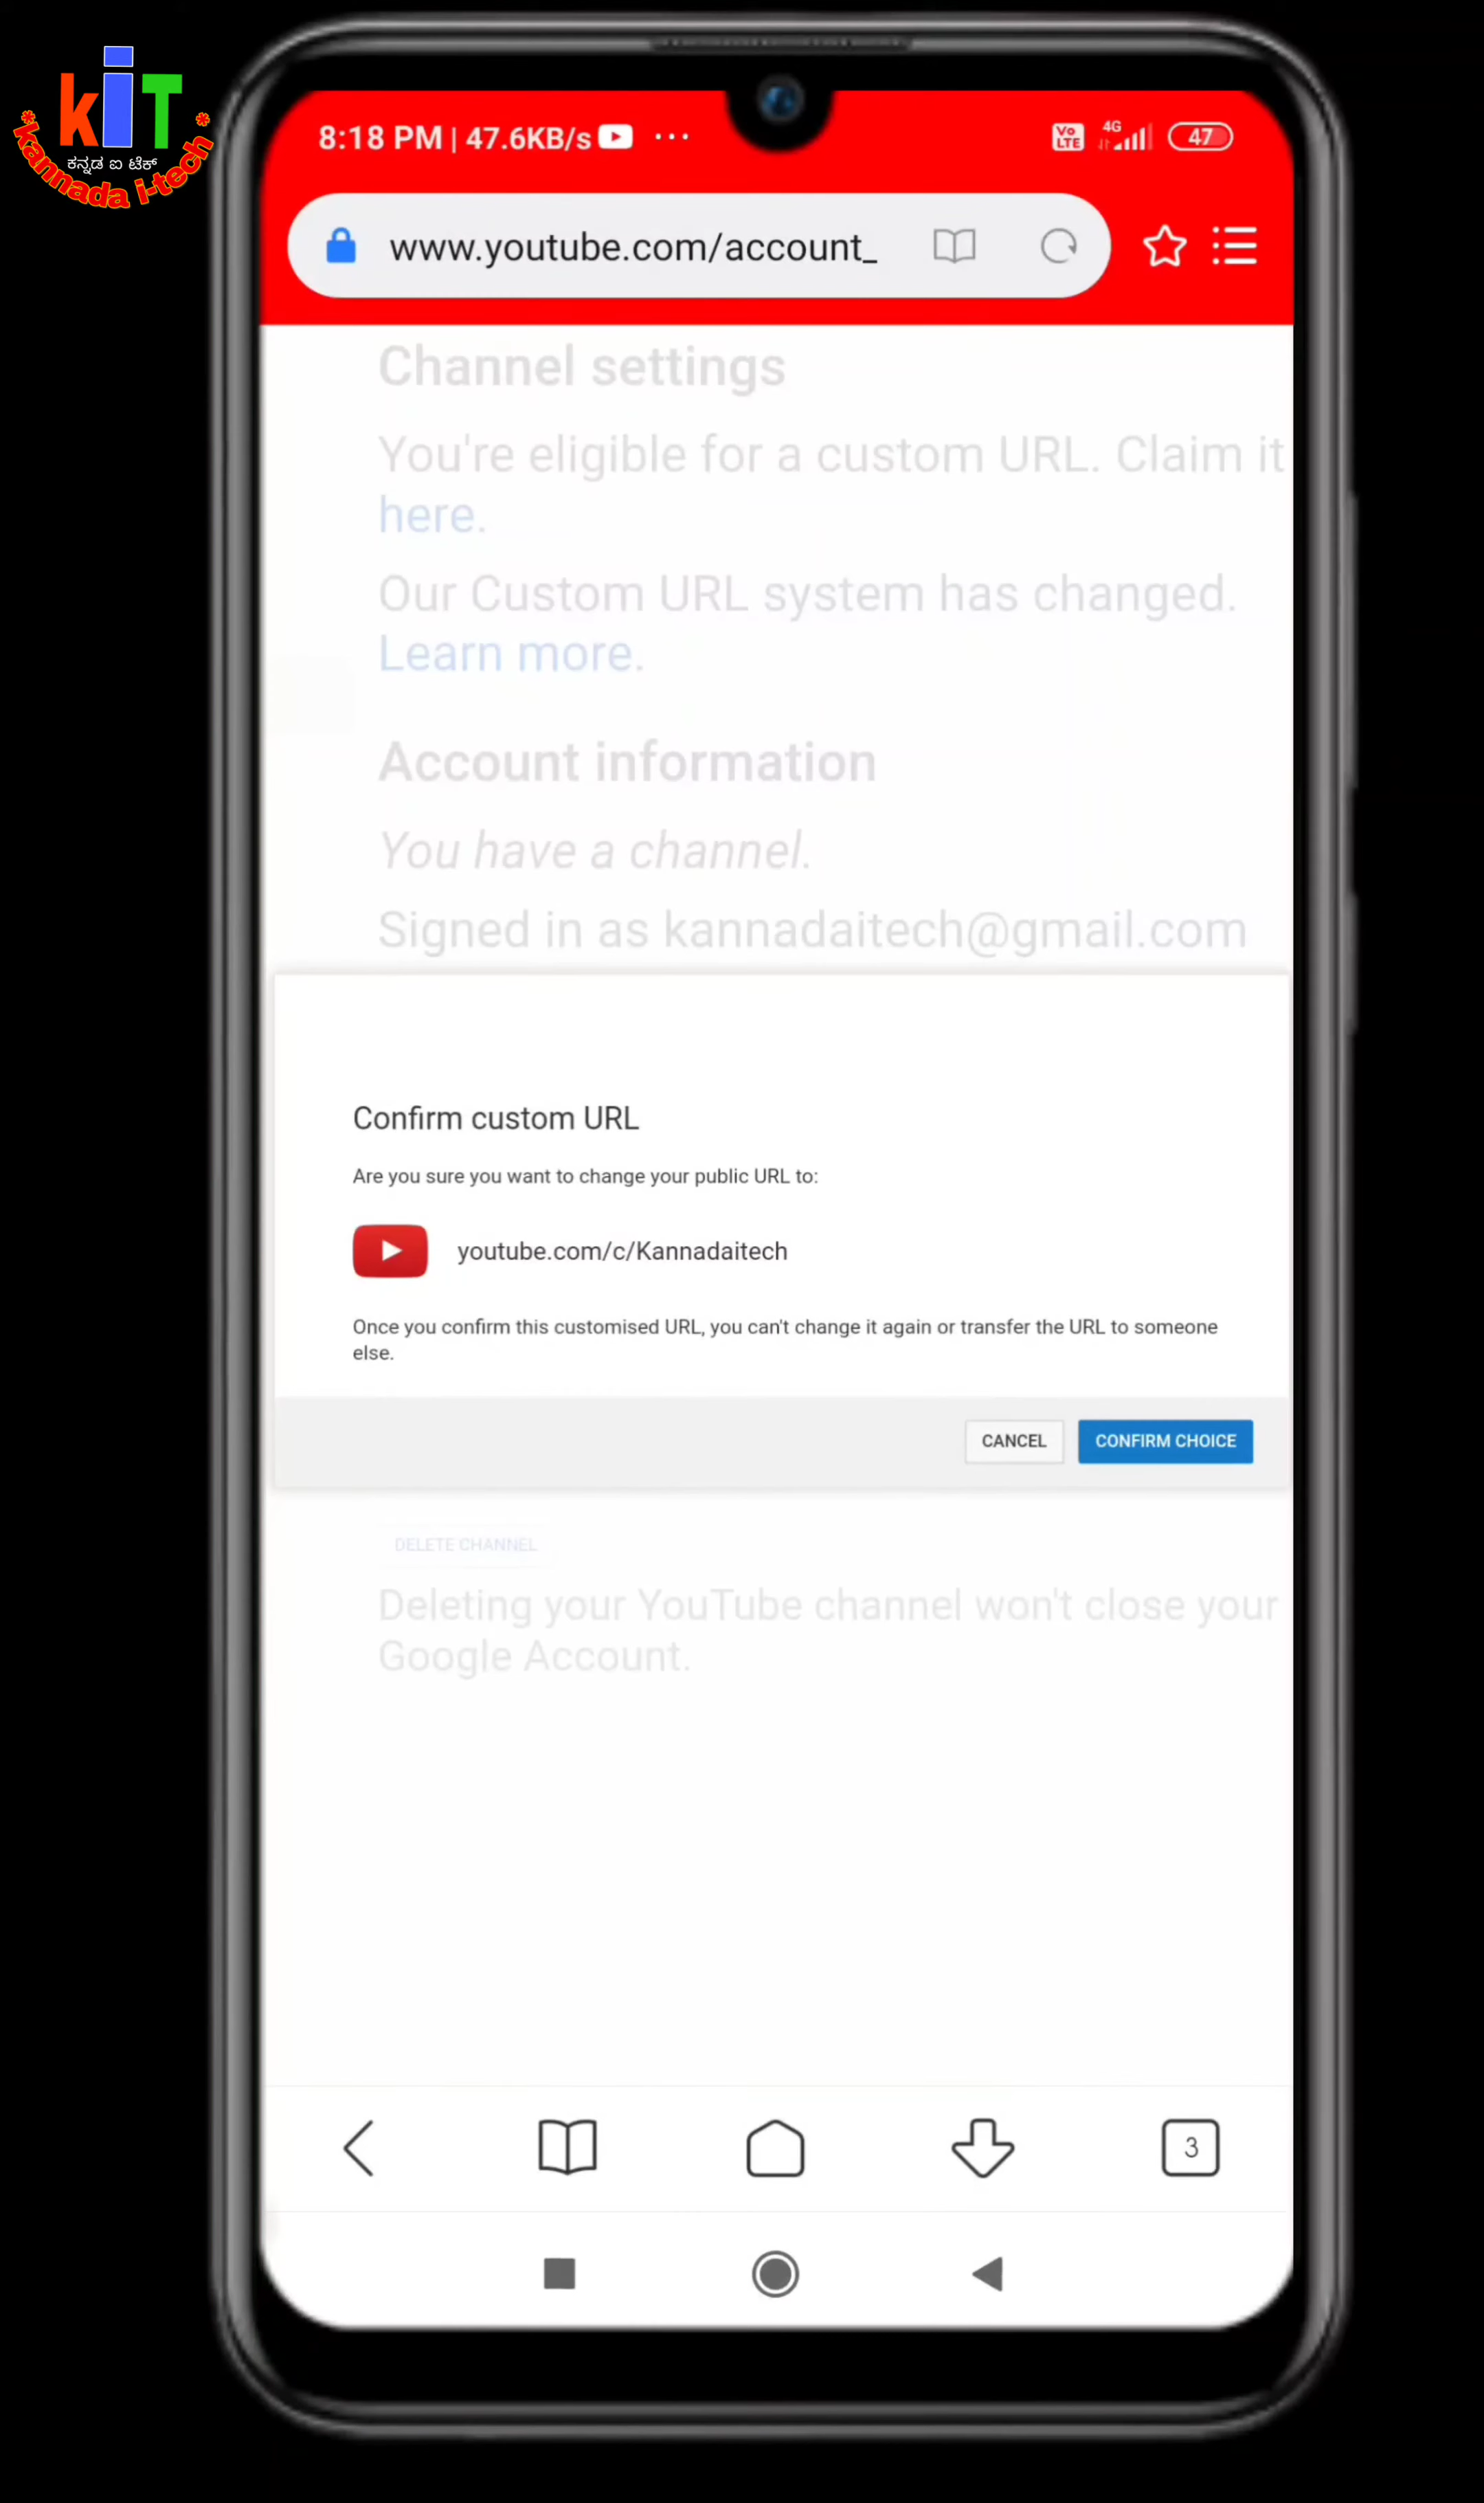 kiT
ಕನ್ನಡ ಐ ಟೆಕ್
*kannada i-tech*
8:18 PM | 47.6KB/s ...
Vo LTE 4G 47
www.youtube.com/account_
Channel settings
You're eligible for a custom URL. Claim it
here.
Our Custom URL system has changed.
Learn more.
Account information
You have a channel.
Signed in as kannadaitech@gmail.com
Confirm custom URL
Are you sure you want to change your public URL to:
youtube.com/c/Kannadaitech
Once you confirm this customised URL, you can't change it again or transfer the URL to someone
else.
CANCEL CONFIRM CHOICE
DELETE CHANNEL
Deleting your YouTube channel won't close your
Google Account.
3